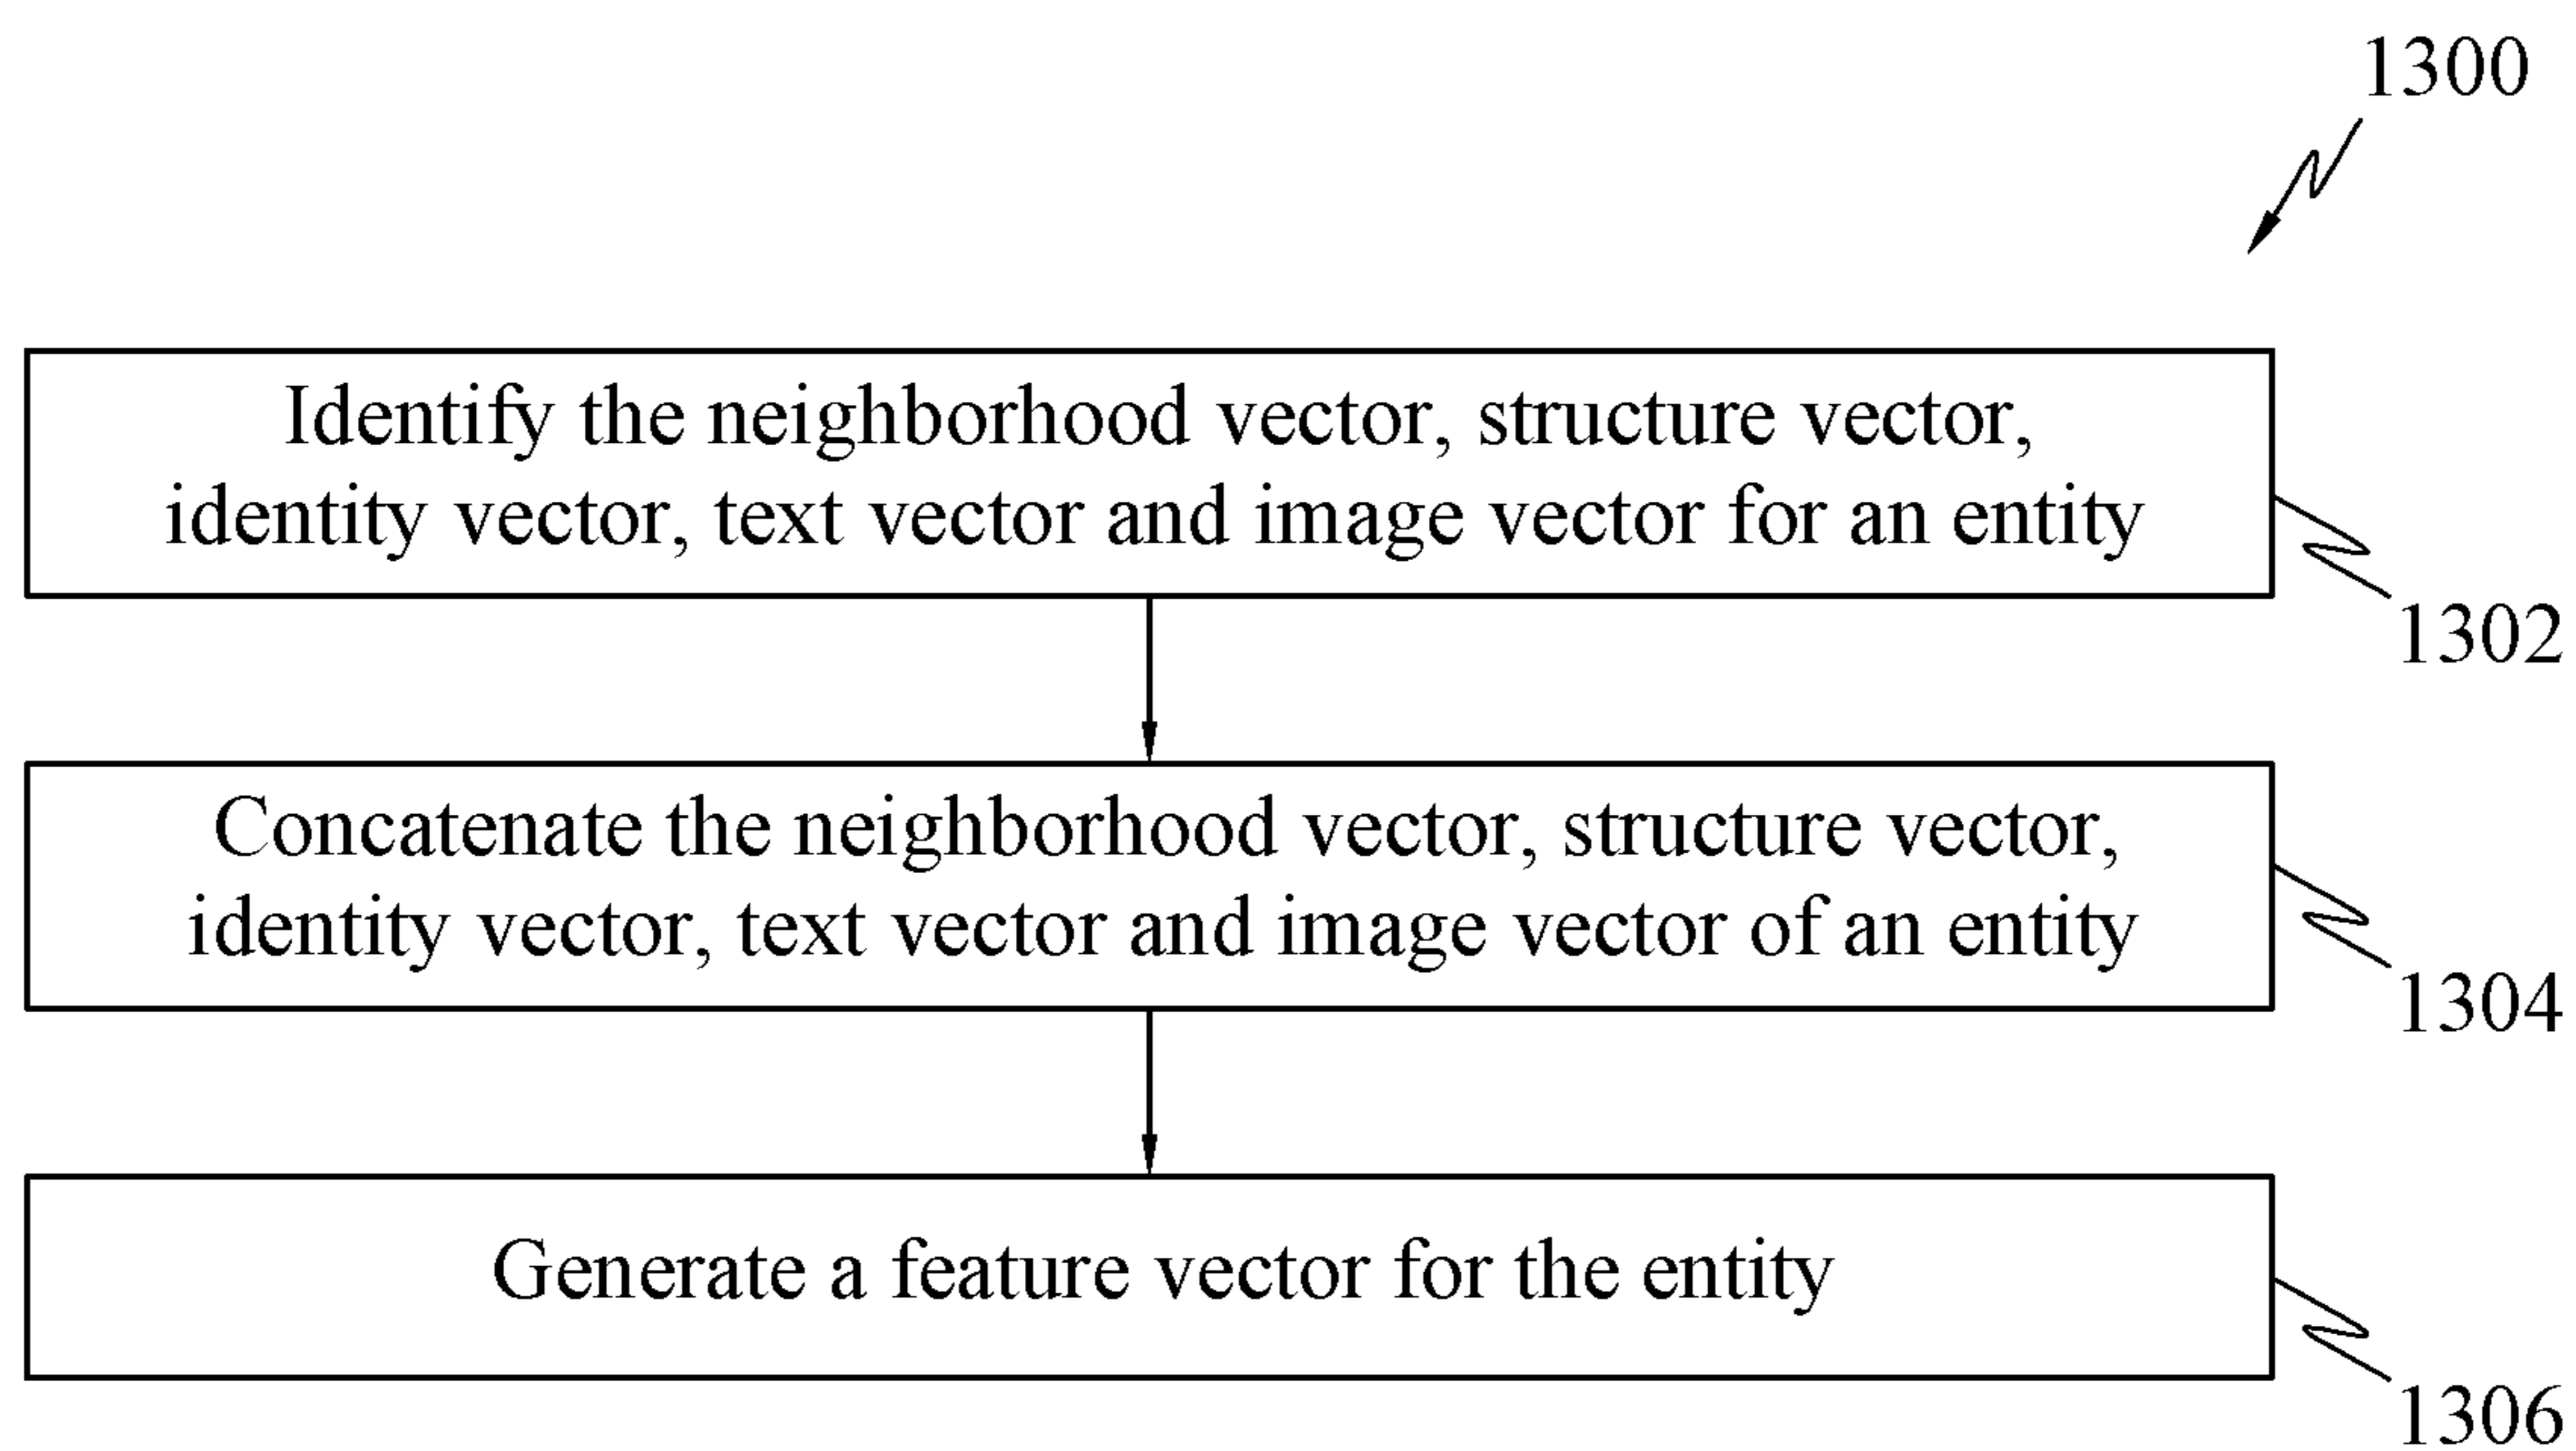 1300
Identify the neighborhood vector, structure vector,
identity vector, text vector and image vector for an entity
1302
Concatenate the neighborhood vector, structure vector,
identity vector, text vector and image vector of an entity
1304
Generate a feature vector for the entity
1306